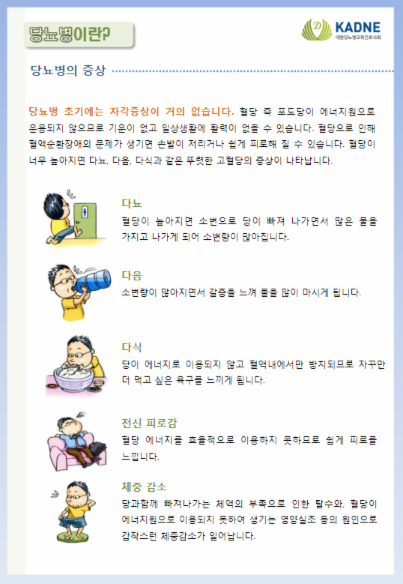 당뇨병이란?
KADNE
대한당뇨병교육간호사회
당뇨병의 증상
당뇨병 초기에는 자각증상이 거의 없습니다. 혈당 즉 포도당이 에너지원으로
운용되지 않으므로 기운이 없고 일상생활에 활력이 없을 수 있습니다. 혈당으로 인해
혈액순환장애의 문제가 생기면 손발이 저리거나 쉽게 피로해 질 수 있습니다. 혈당이
너무 높아지면 다뇨, 다음, 다식과 같은 뚜렷한 고혈당의 증상이 나타납니다.
다뇨
혈당이 높아지면 소변으로 당이 빠져 나가면서 많은 물을
가지고 나가게 되어 소변량이 많아집니다.
다음
소변량이 많아지면서 갈증을 느껴 물을 많이 마시게 됩니다.
다식
당이 에너지로 이용되지 않고 혈액내에서만 방치되므로 자꾸만
더 먹고 싶은 욕구를 느끼게 됩니다.
전신 피로감
혈당 에너지를 효율적으로 이용하지 못하므로 쉽게 피로를
느낍니다.
체중 감소
당과함께 빠져나가는 체액의 부족으로 인한 탈수와, 혈당이
에너지원으로 이용되지 못하여 생기는 영양실조 등의 원인으로
갑작스런 체중감소가 일어납니다.